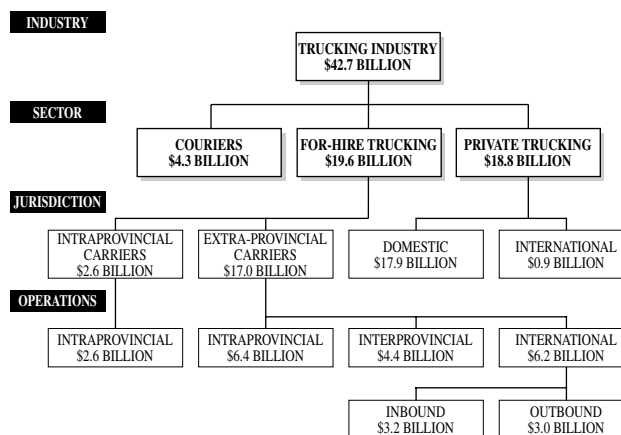 INDUSTRY
TRUCKING INDUSTRY
$42.7 BILLION
SECTOR
COURIERS
$4.3 BILLION
FOR-HIRE TRUCKING
$19.6 BILLION
PRIVATE TRUCKING
$18.8 BILLION
JURISDICTION
INTRAPROVINCIAL
CARRIERS
$2.6 BILLION
EXTRA-PROVINCIAL
CARRIERS
$17.0 BILLION
DOMESTIC
$17.9 BILLION
INTERNATIONAL
$0.9 BILLION
OPERATIONS
INTRAPROVINCIAL
$2.6 BILLION
INTRAPROVINCIAL
$6.4 BILLION
INTERPROVINCIAL
$4.4 BILLION
INTERNATIONAL
$6.2 BILLION
INBOUND
$3.2 BILLION
OUTBOUND
$3.0 BILLION